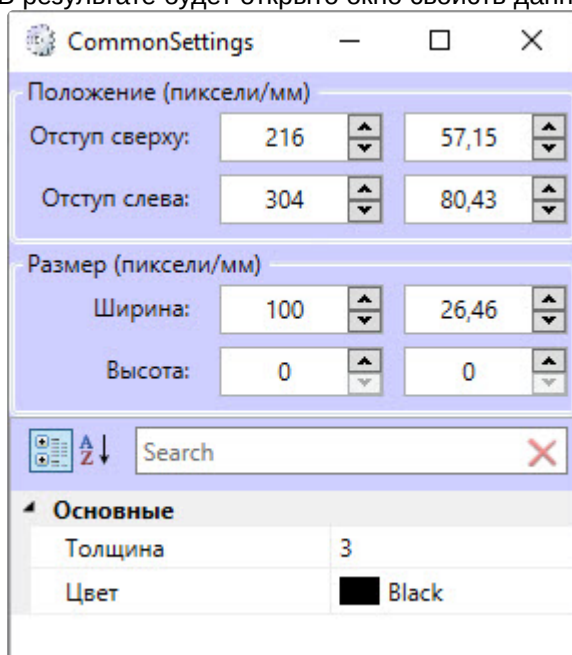 В результате будет открыто окно свойств данн
CommonSettings
Положение (пиксели/мм)
Отступ сверху: 216 57,15
Отступ слева: 304 80,43
Размер (пиксели/мм)
Ширина: 100 26,46
Высота: 0 0
Search
Основные
Толщина 3
Цвет Black